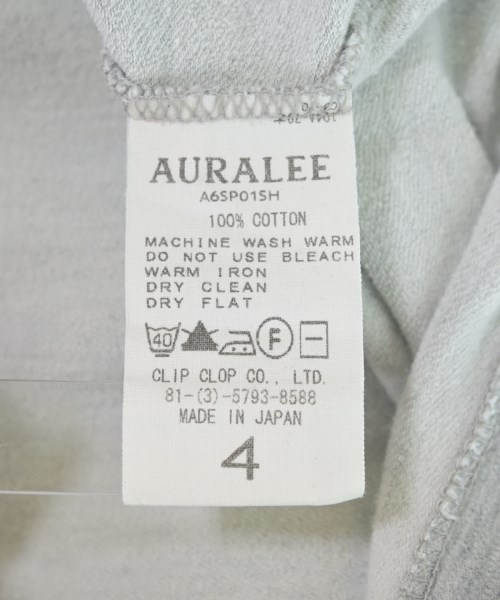 AURALEE
A6SP01SH
100% COTTON
MACHINE WASH WARM
DO NOT USE BLEACH
WARM IRON
DRY CLEAN
DRY FLAT
40 F
CLIP CLOP CO., LTD.
81-(3)-5793-8588
MADE IN JAPAN
4